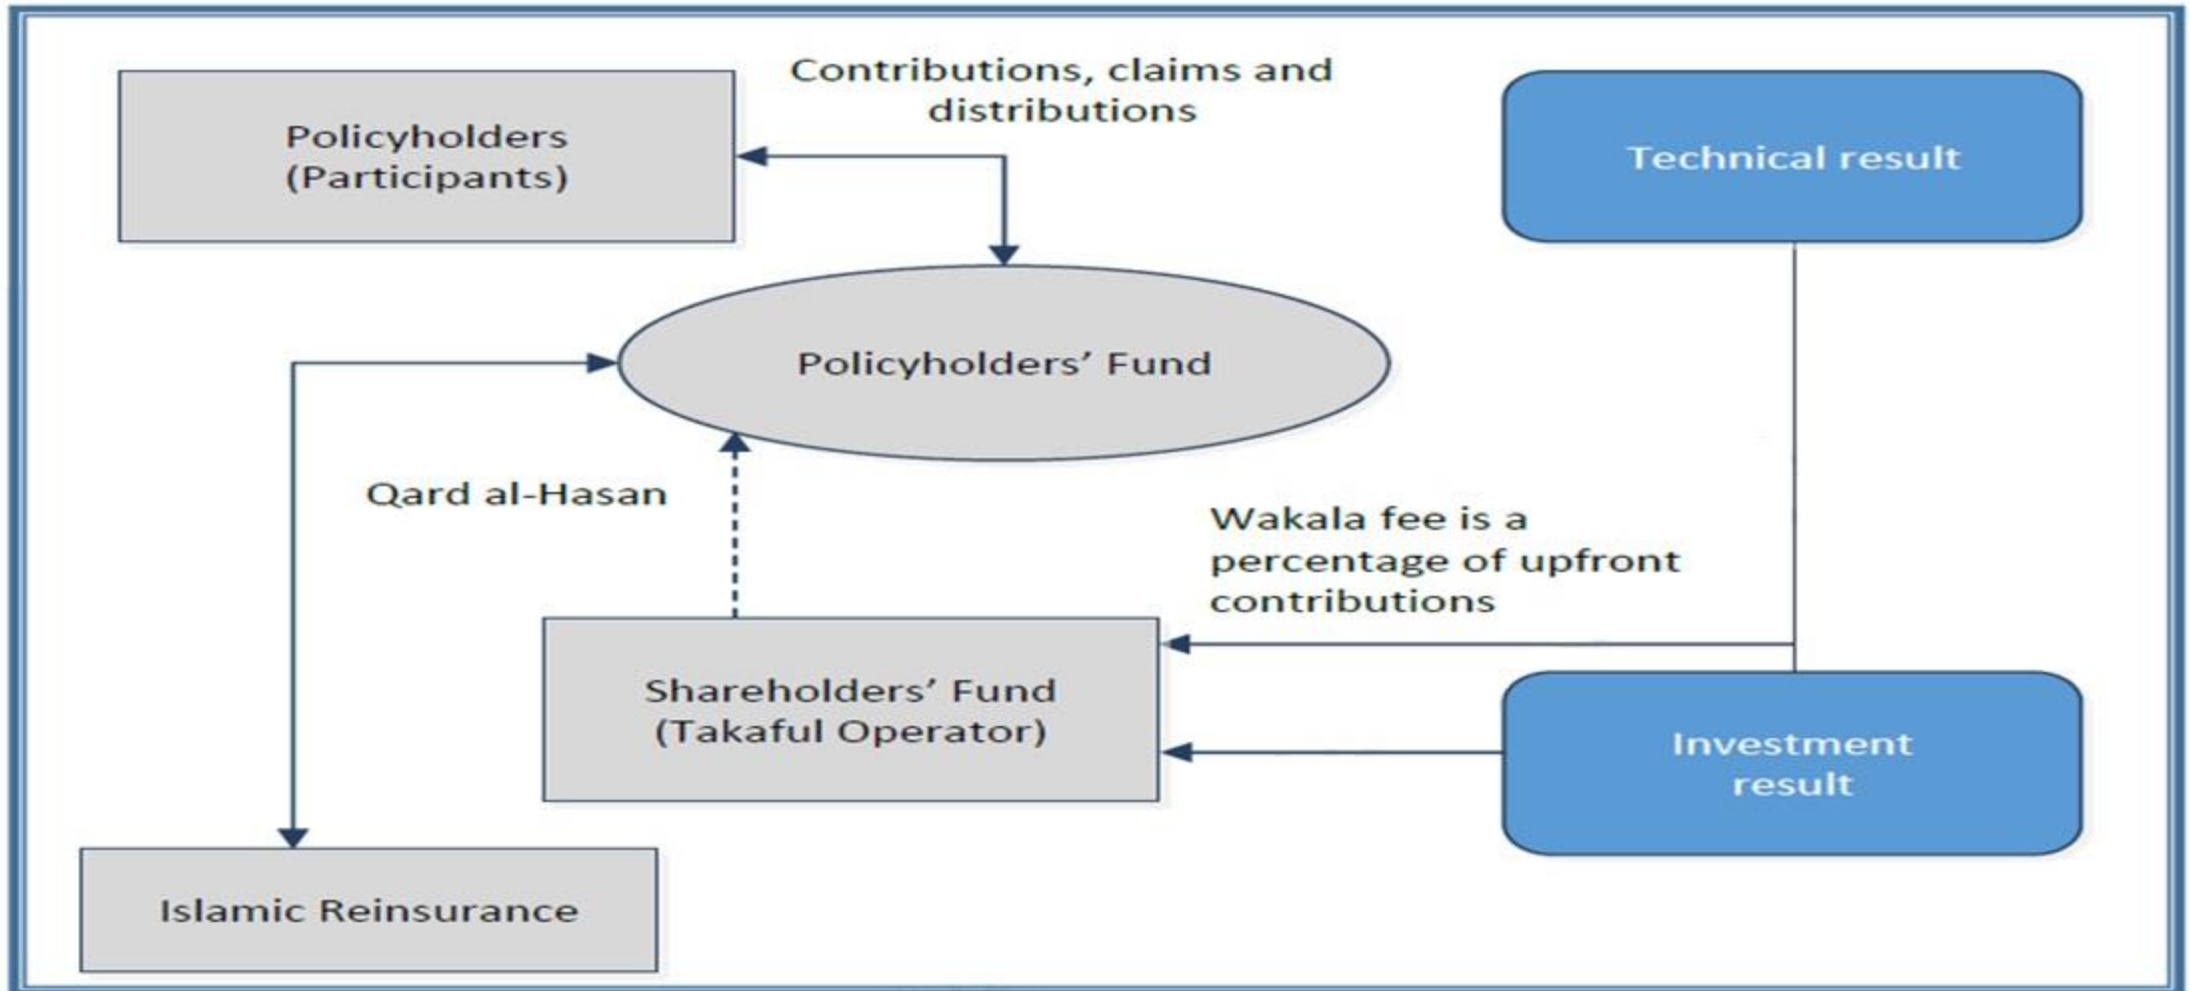 Contributions, claims and
distributions
Policyholders
(Participants)
Technical result
Policyholders’ Fund
Qard al-Hasan
Wakala fee is a
percentage of upfront
contributions
Shareholders’ Fund
(Takaful Operator)
Investment
result
Islamic Reinsurance